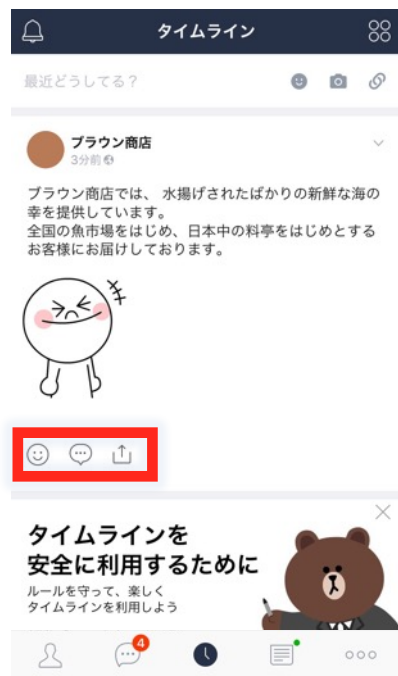 タイムライン
最近どうしてる?
ブラウン商店
3分前
ブラウン商店では、 水揚げされたばかりの新鮮な海の
幸を提供しています。
全国の魚市場をはじめ、日本中の料亭をはじめとする
お客様にお届けしております。
タイムラインを
安全に利用するために
ルールを守って、楽しく
タイムラインを利用しよう
4